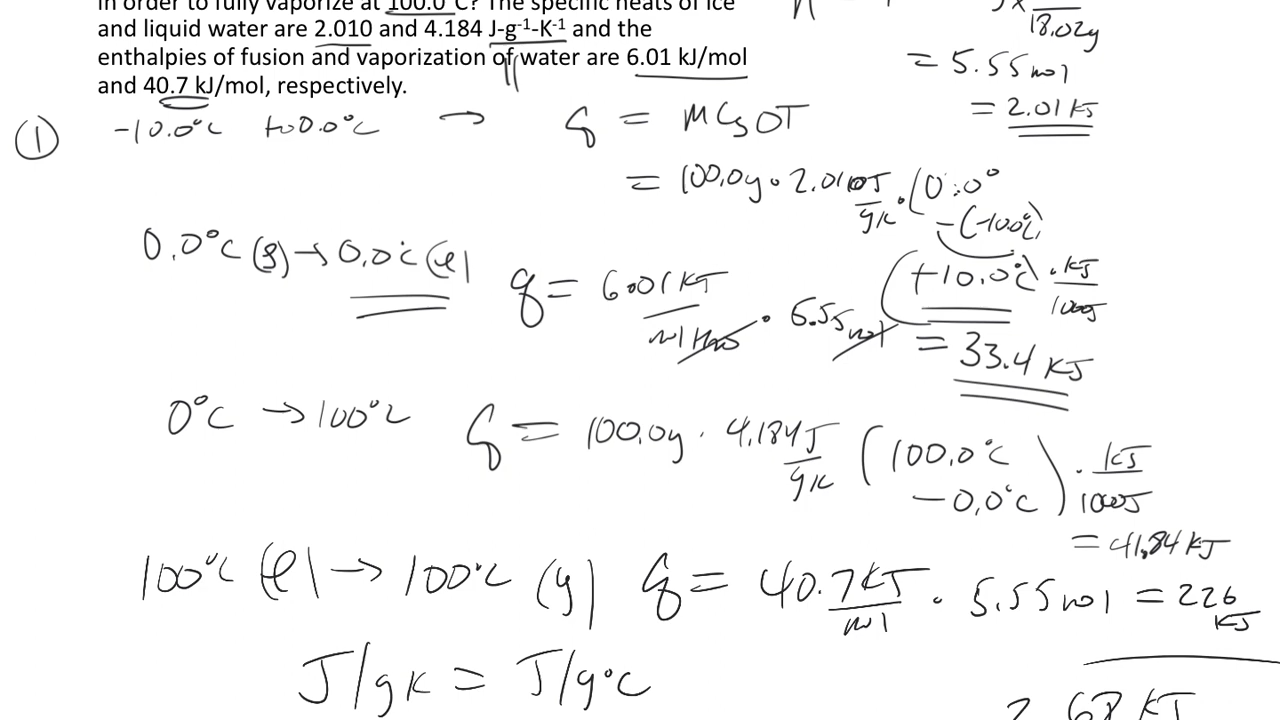 in order to fully vaporize at 100.0°C? The specific heats of ice
and liquid water are 2.010 and 4.184 J-g⁻¹-K⁻¹ and the
enthalpies of fusion and vaporization of water are 6.01 kJ/mol
and 40.7 kJ/mol, respectively.
18.02g
= 5.55mol
= 2.01 kJ
① -10.0°C to 0.0°C → q = mCsΔT
= 100.0g • 2.010 J/gK • (0.0° - (-10.0°C)
(+10.0°C) • kJ/1000J
0.0°C (s) → 0.0°C (l) q = 6.01 kJ/mol H₂O • 5.55 mol = 33.4 kJ
0°C → 100°C q = 100.0g • 4.184 J/gK (100.0°C - 0.0°C) • kJ/1000J
= 41.84 kJ
100°C (l) → 100°C (g) q = 40.7 kJ/mol • 5.55 mol = 226 kJ
J/gK = J/g°C